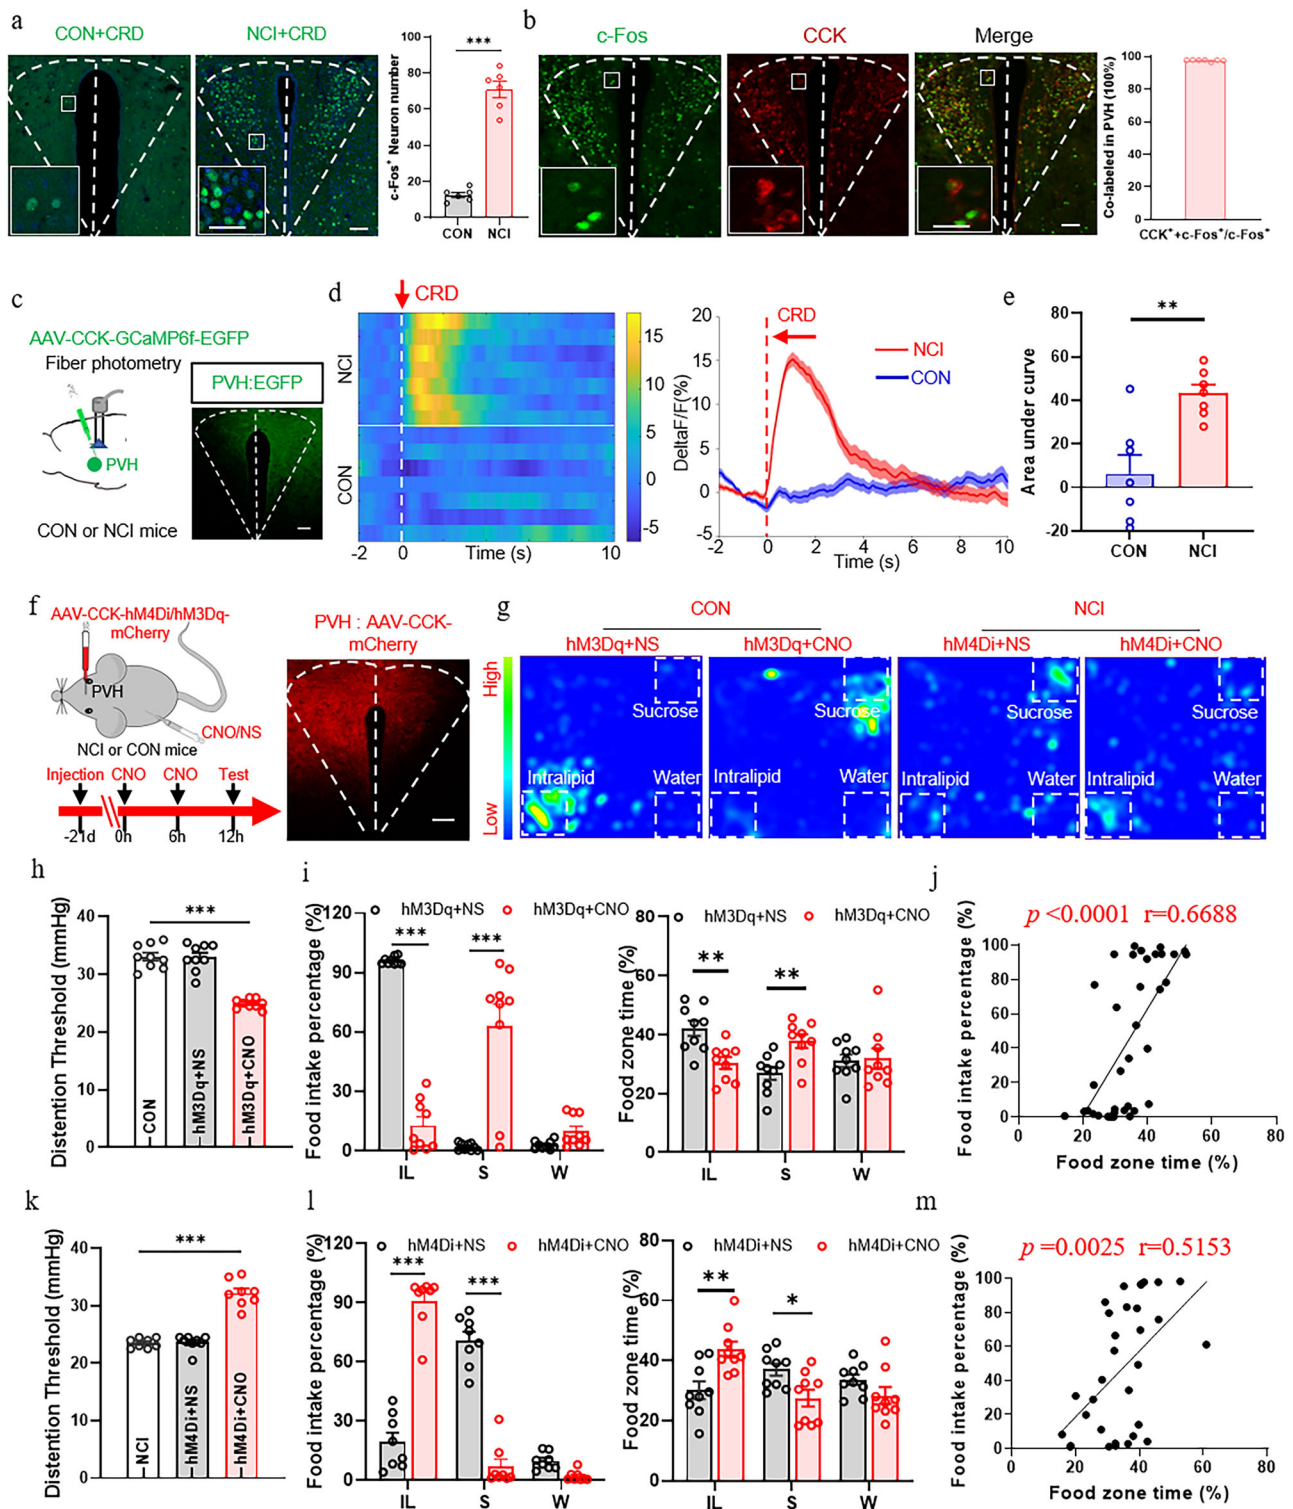 a
CON+CRD
NCI+CRD
c-Fos⁺ Neuron number
100
80
60
40
20
0
***
CON
NCI
b
c-Fos
CCK
Merge
Co-labeled in PVH (100%)
100
80
60
40
20
0
CCK⁺+c-Fos⁺/c-Fos⁺
c
AAV-CCK-GCaMP6f-EGFP
Fiber photometry
PVH
CON or NCI mice
PVH:EGFP
d
CRD
NCI
CON
-2
0
Time (s)
10
15
10
5
0
-5
DeltaF/F(%)
20
15
10
5
0
-5
CRD
NCI
CON
-2
0
2
4
6
8
10
Time (s)
e
Area under curve
80
60
40
20
0
-20
**
CON
NCI
f
AAV-CCK-hM4Di/hM3Dq-
mCherry
PVH
CNO/NS
NCI or CON mice
Injection
CNO
CNO
Test
-21d
0h
6h
12h
PVH : AAV-CCK-
mCherry
g
CON
NCI
hM3Dq+NS
hM3Dq+CNO
hM4Di+NS
hM4Di+CNO
High
Low
Sucrose
Intralipid
Water
Sucrose
Intralipid
Water
Sucrose
Intralipid
Water
Sucrose
Intralipid
Water
h
Distention Threshold (mmHg)
40
30
20
10
0
***
CON
hM3Dq+NS
hM3Dq+CNO
i
Food intake percentage (%)
120
90
60
30
0
hM3Dq+NS
hM3Dq+CNO
***
***
IL
S
W
Food zone time (%)
80
60
40
20
0
hM3Dq+NS
hM3Dq+CNO
**
**
IL
S
W
j
p <0.0001 r=0.6688
Food intake percentage (%)
100
80
60
40
20
0
0
20
40
60
80
Food zone time (%)
k
Distention Threshold (mmHg)
40
30
20
10
0
***
NCI
hM4Di+NS
hM4Di+CNO
l
Food intake percentage (%)
120
90
60
30
0
hM4Di+NS
hM4Di+CNO
***
***
IL
S
W
Food zone time (%)
80
60
40
20
0
hM4Di+NS
hM4Di+CNO
**
*
IL
S
W
m
p =0.0025 r=0.5153
Food intake percentage (%)
100
80
60
40
20
0
0
20
40
60
80
Food zone time (%)